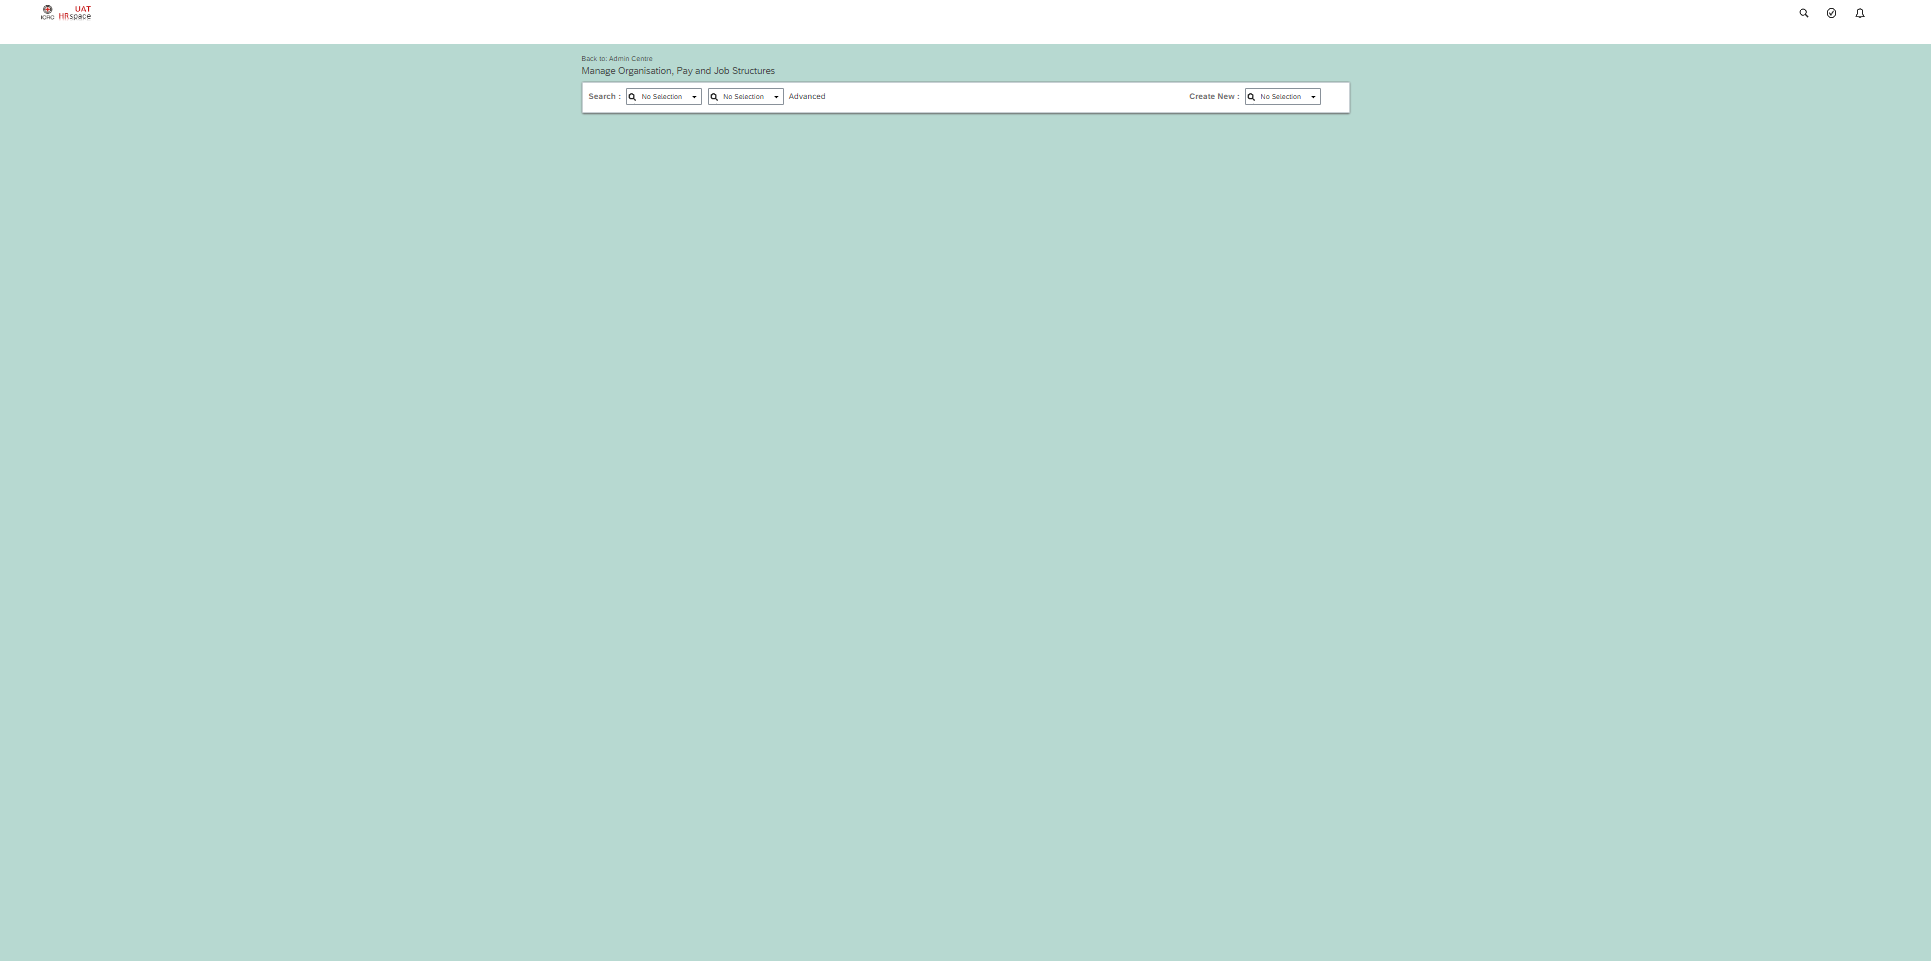 UAT
ICRC HRspace
Back to: Admin Centre
Manage Organisation, Pay and Job Structures
Search : No Selection No Selection Advanced Create New : No Selection